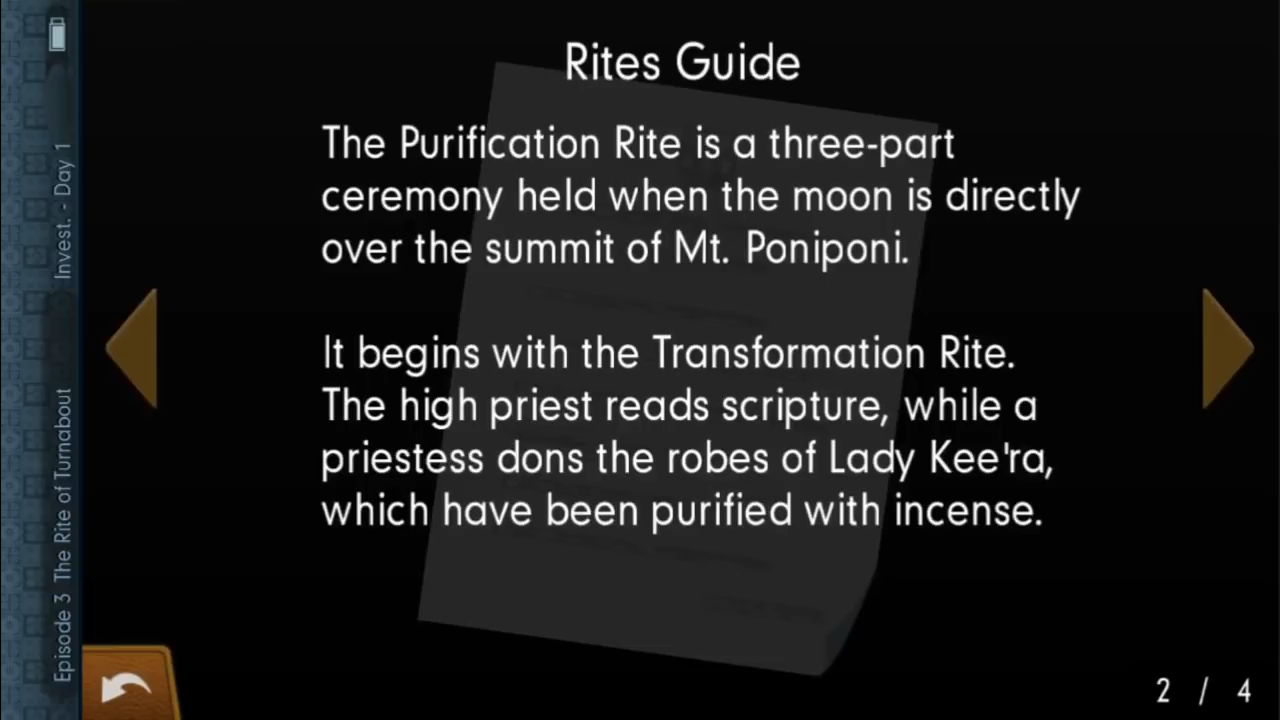 Rites Guide
The Purification Rite is a three-part
ceremony held when the moon is directly
over the summit of Mt. Poniponi.
It begins with the Transformation Rite.
The high priest reads scripture, while a
priestess dons the robes of Lady Kee'ra,
which have been purified with incense.
Episode 3 The Rite of Turnabout
Invest. - Day 1
2 / 4